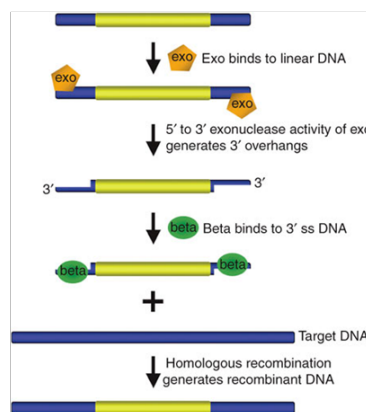 exo
Exo binds to linear DNA
exo
exo
5′ to 3′ exonuclease activity of exo
generates 3′ overhangs
3′
3′
beta
Beta binds to 3′ ss DNA
beta
beta
+
Target DNA
Homologous recombination
generates recombinant DNA